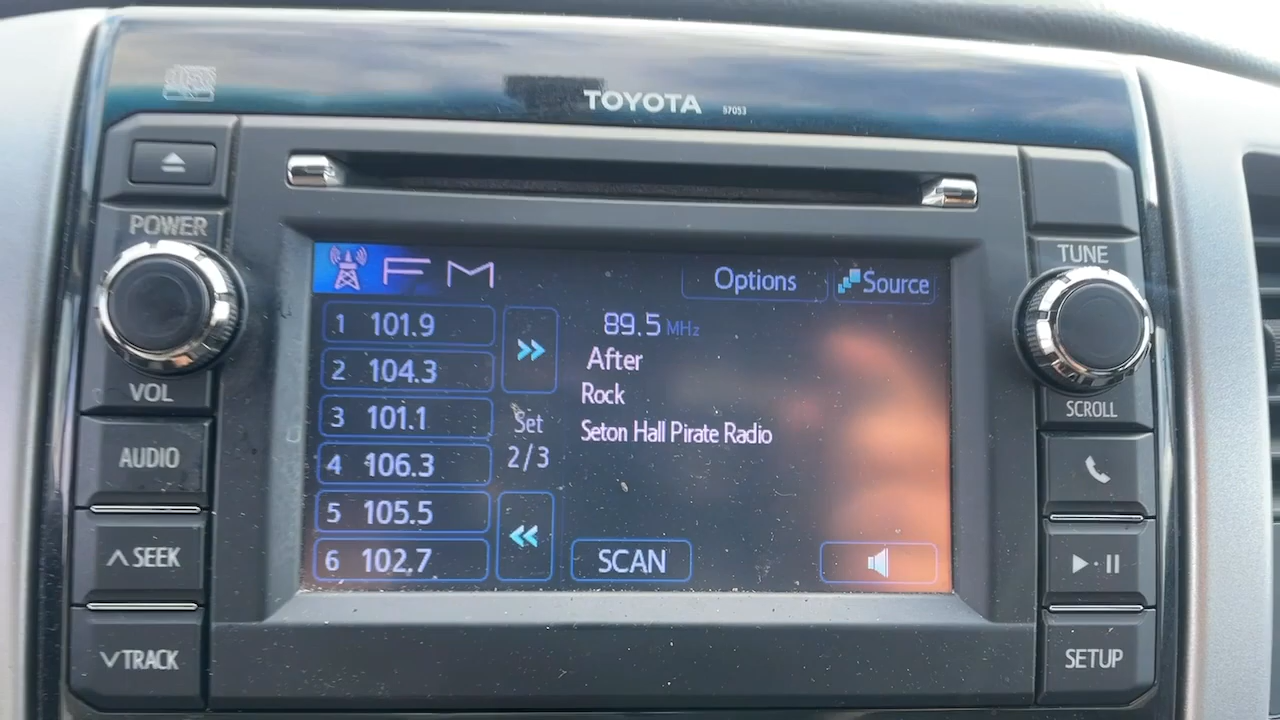 TOYOTA 57053
POWER
VOL
AUDIO
∧ SEEK
∨ TRACK
FM
Options
Source
1 101.9
2 104.3
3 101.1
4 106.3
5 105.5
6 102.7
Set
2/3
89.5 MHz
After
Rock
Seton Hall Pirate Radio
SCAN
TUNE
SCROLL
SETUP